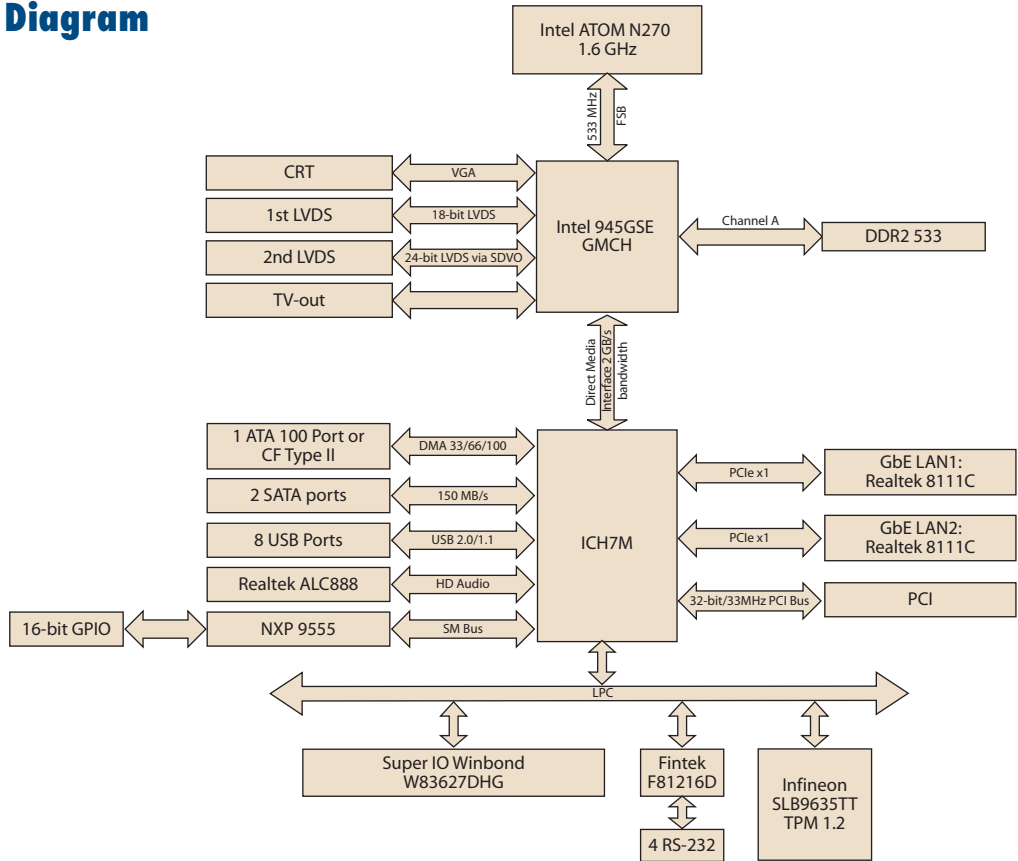 Diagram
Intel ATOM N270
1.6 GHz
533 MHz
FSB
CRT
VGA
1st LVDS
18-bit LVDS
2nd LVDS
24-bit LVDS via SDVO
TV-out
Intel 945GSE
GMCH
Channel A
DDR2 533
Direct Media
Interface 2 GB/s
bandwidth
1 ATA 100 Port or
CF Type II
DMA 33/66/100
2 SATA ports
150 MB/s
8 USB Ports
USB 2.0/1.1
Realtek ALC888
HD Audio
16-bit GPIO
NXP 9555
SM Bus
ICH7M
PCIe x1
GbE LAN1:
Realtek 8111C
PCIe x1
GbE LAN2:
Realtek 8111C
32-bit/33MHz PCI Bus
PCI
LPC
Super IO Winbond
W83627DHG
Fintek
F81216D
4 RS-232
Infineon
SLB9635TT
TPM 1.2